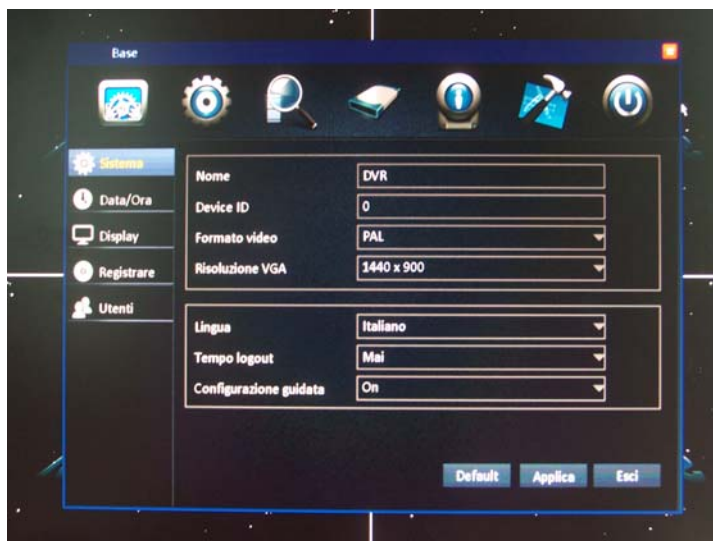 Base
Sistema
Data/Ora
Display
Registrare
Utenti
Nome DVR
Device ID 0
Formato video PAL
Risoluzione VGA 1440 x 900
Lingua Italiano
Tempo logout Mai
Configurazione guidata On
Default Applica Esci